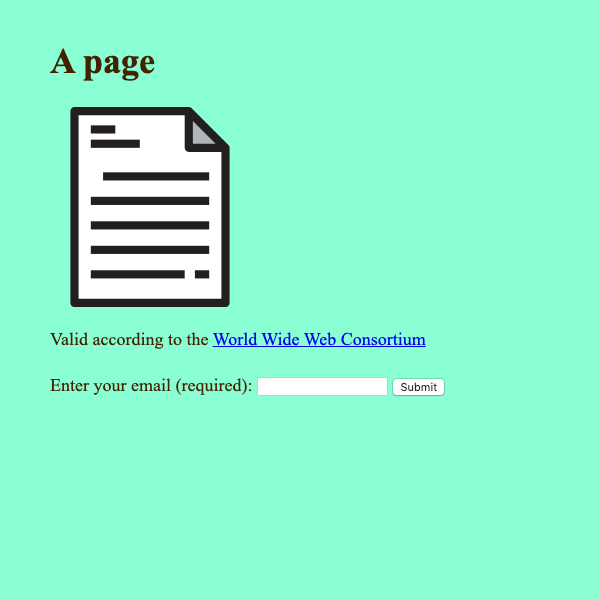 A page
Valid according to the World Wide Web Consortium
Enter your email (required): Submit